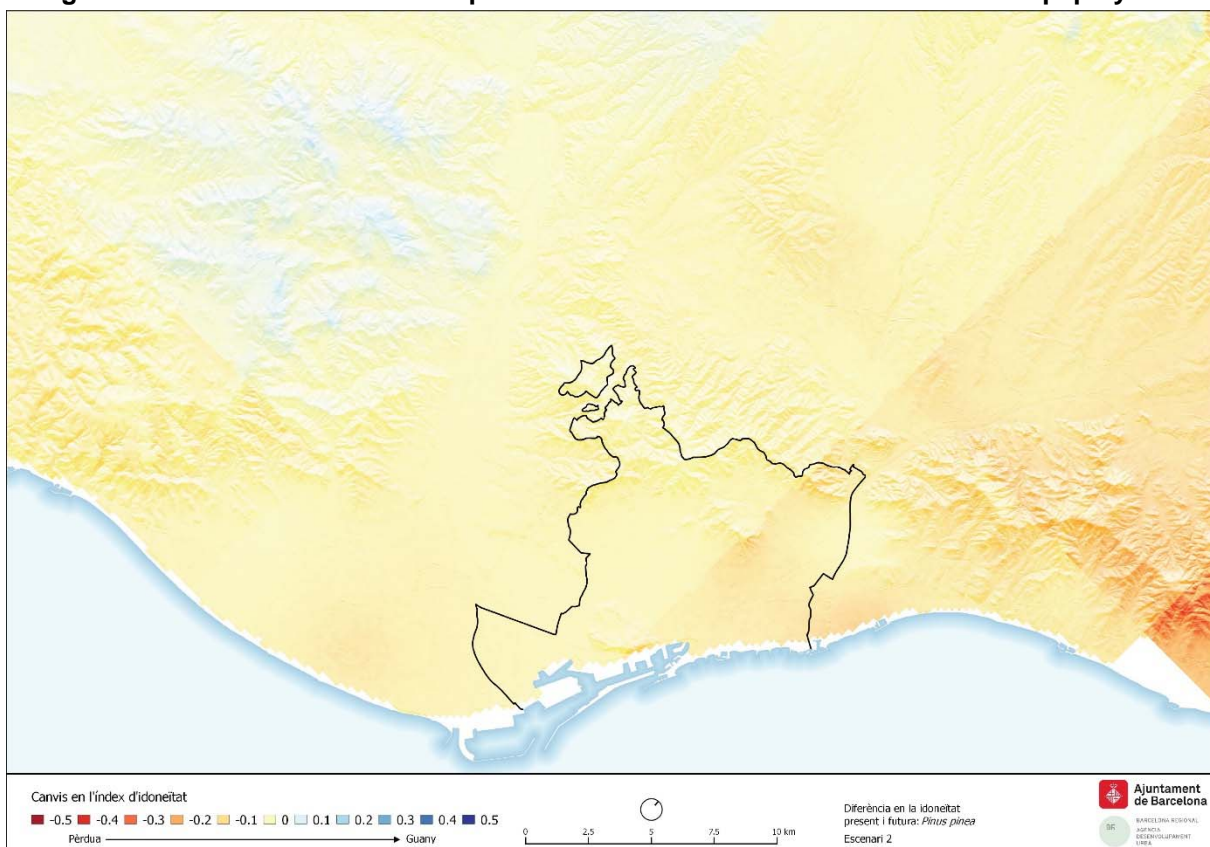 Canvis en l'índex d'idoneïtat
-0.5 -0.4 -0.3 -0.2 -0.1 0 0.1 0.2 0.3 0.4 0.5
Pèrdua Guany
0 2.5 5 7.5 10 km
Diferència en la idoneïtat
present i futura: Pinus pinea
Escenari 2
Ajuntament
de Barcelona
BR
BARCELONA REGIONAL
AGÈNCIA
DESENVOLUPAMENT
URBÀ